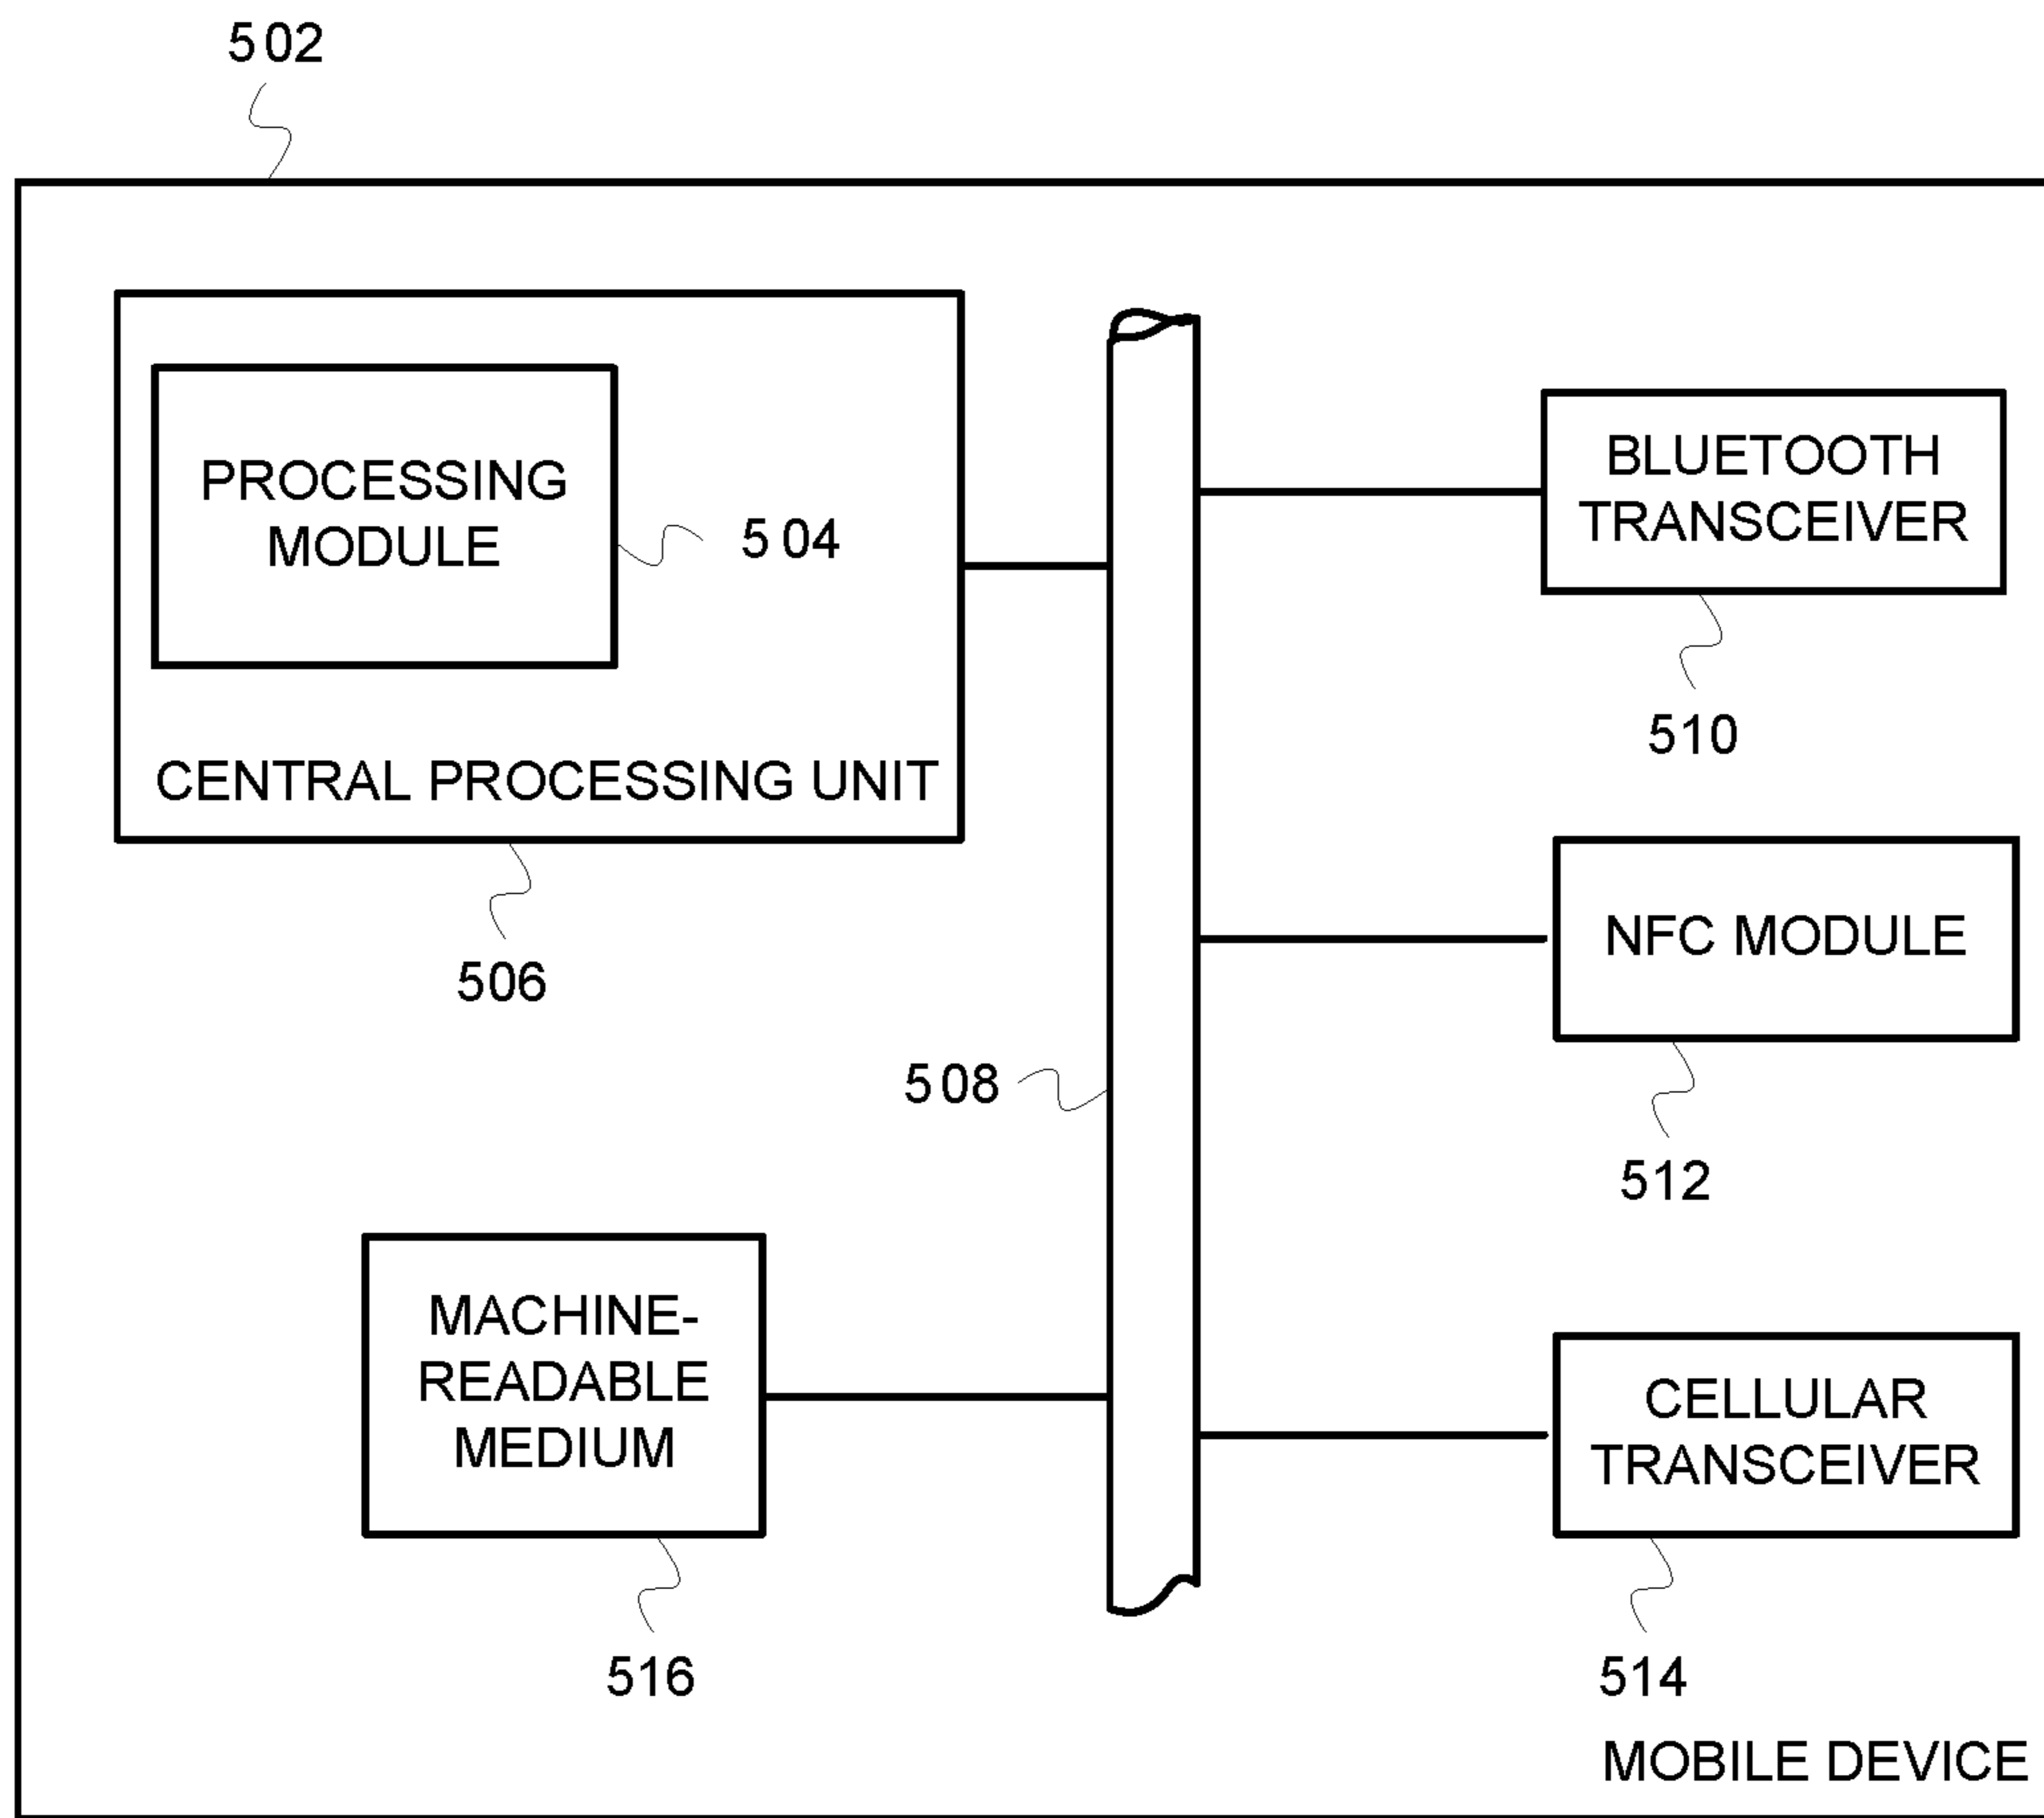 502
PROCESSING
MODULE
504
CENTRAL PROCESSING UNIT
506
BLUETOOTH
TRANSCEIVER
510
NFC MODULE
508
512
MACHINE-
READABLE
MEDIUM
516
CELLULAR
TRANSCEIVER
514
MOBILE DEVICE